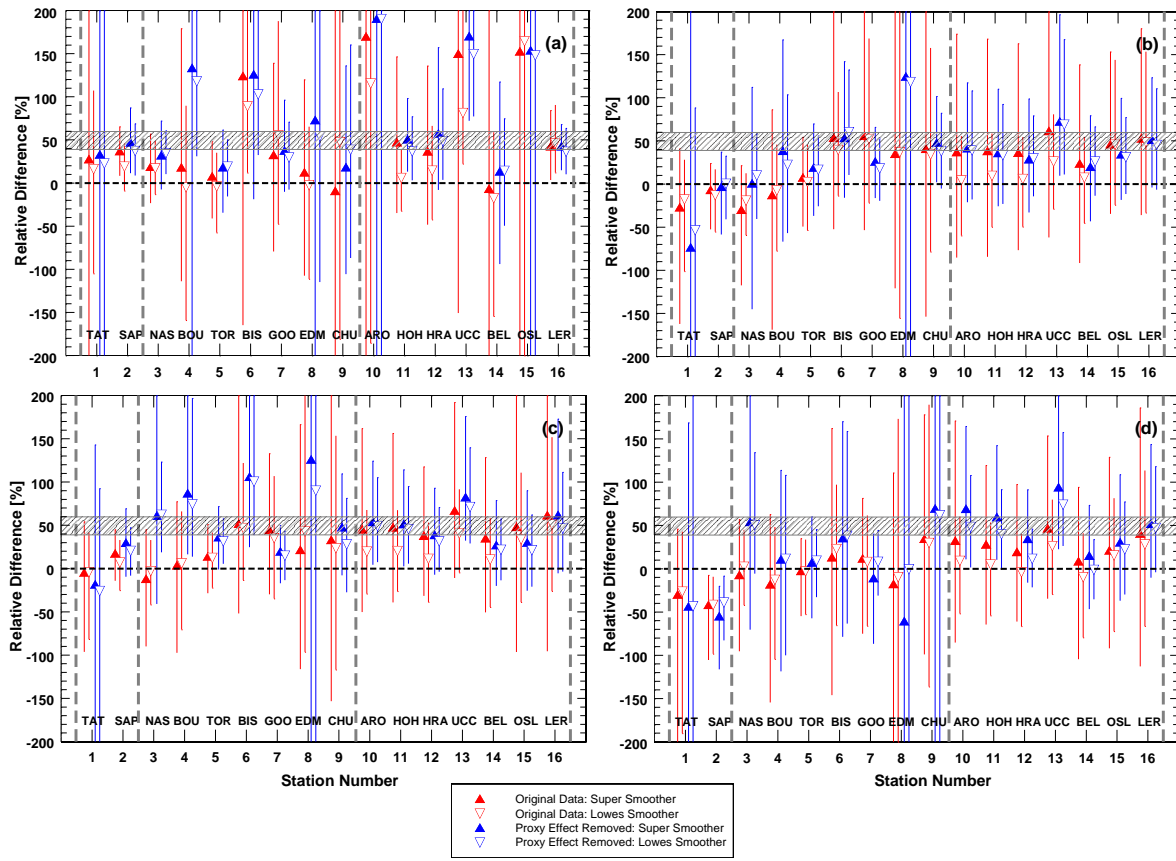 200
150
100
50
0
-50
-100
-150
-200
Relative Difference [%]
(a)
TAT SAP NAS BOU TOR BIS GOO EDM CHU ARO HOH HRA UCC BEL OSL LER
1 2 3 4 5 6 7 8 9 10 11 12 13 14 15 16
200
150
100
50
0
-50
-100
-150
-200
Relative Difference [%]
(b)
TAT SAP NAS BOU TOR BIS GOO EDM CHU ARO HOH HRA UCC BEL OSL LER
1 2 3 4 5 6 7 8 9 10 11 12 13 14 15 16
200
150
100
50
0
-50
-100
-150
-200
Relative Difference [%]
(c)
TAT SAP NAS BOU TOR BIS GOO EDM CHU ARO HOH HRA UCC BEL OSL LER
1 2 3 4 5 6 7 8 9 10 11 12 13 14 15 16
Station Number
200
150
100
50
0
-50
-100
-150
-200
Relative Difference [%]
(d)
TAT SAP NAS BOU TOR BIS GOO EDM CHU ARO HOH HRA UCC BEL OSL LER
1 2 3 4 5 6 7 8 9 10 11 12 13 14 15 16
Station Number
Original Data: Super Smoother
Original Data: Lowes Smoother
Proxy Effect Removed: Super Smoother
Proxy Effect Removed: Lowes Smoother